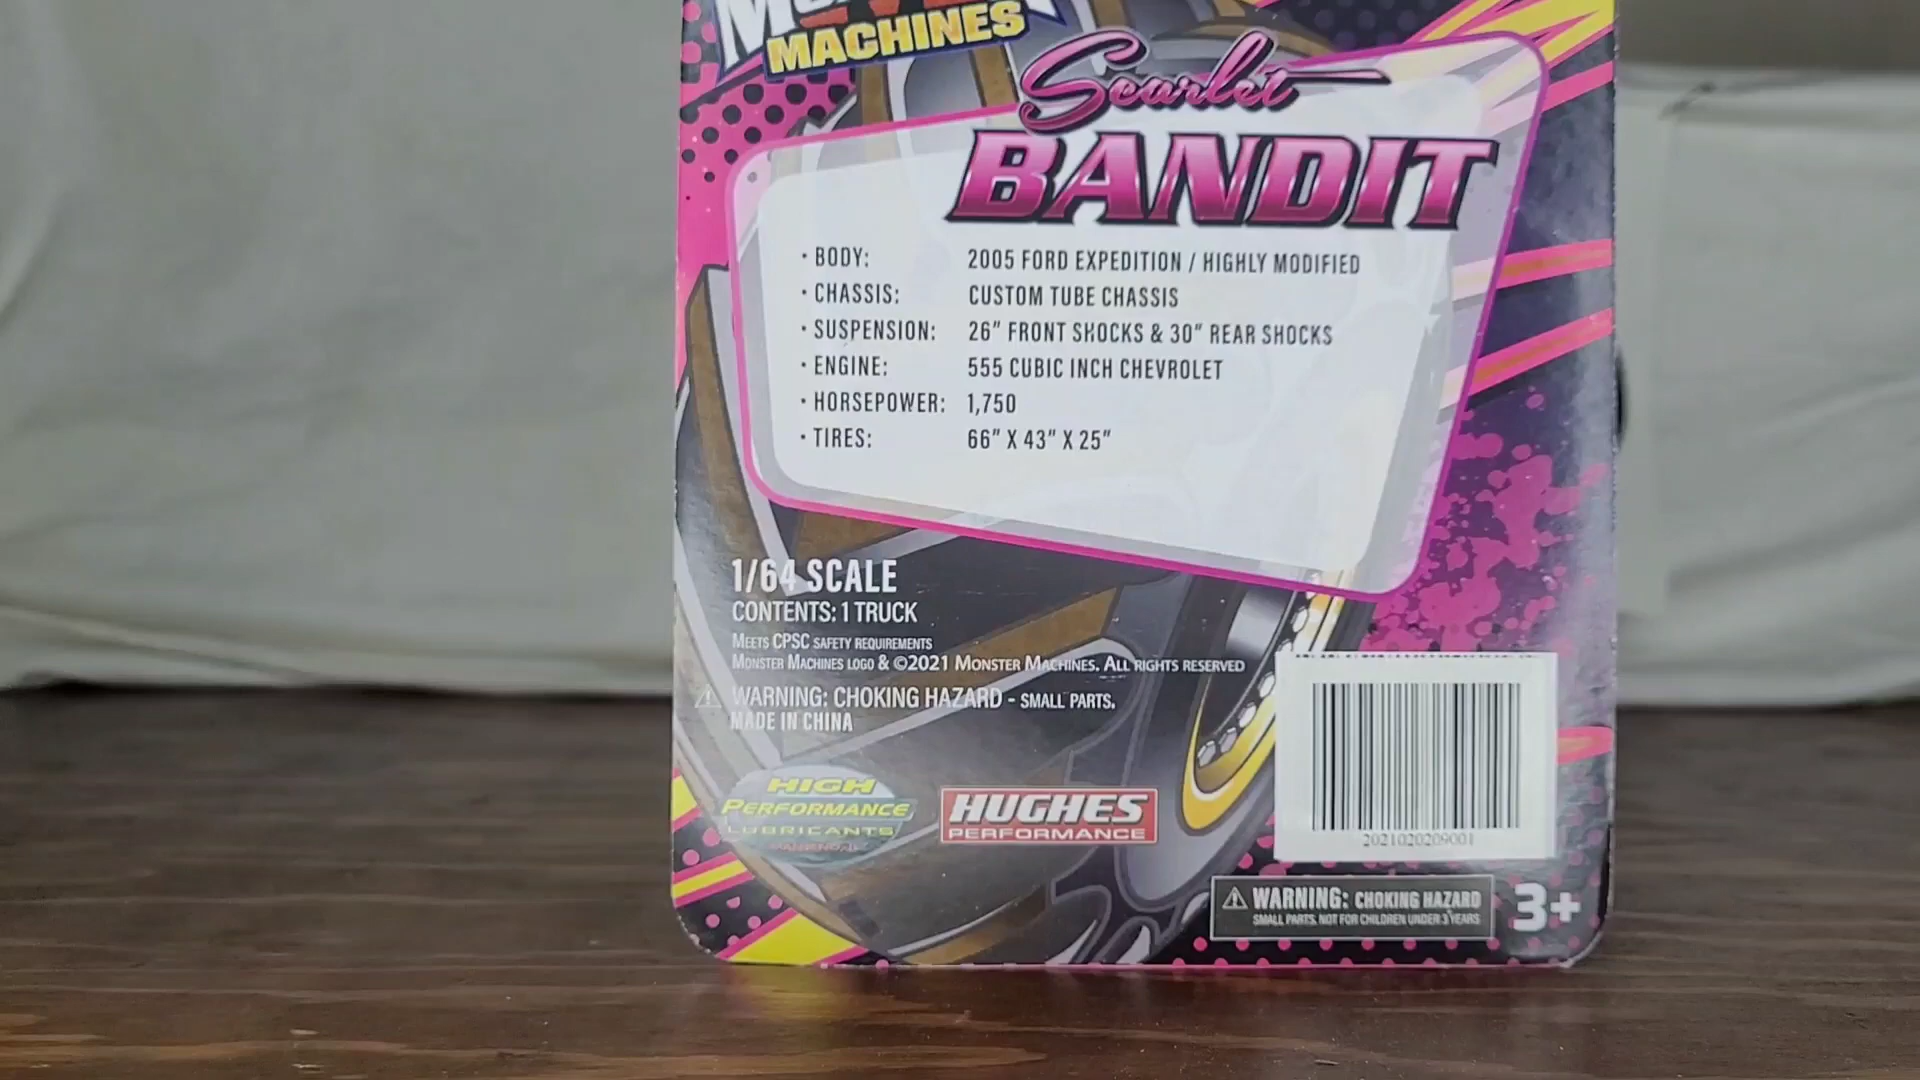 MACHINES
Scarlet
BANDIT
• BODY: 2005 FORD EXPEDITION / HIGHLY MODIFIED
• CHASSIS: CUSTOM TUBE CHASSIS
• SUSPENSION: 26" FRONT SHOCKS & 30" REAR SHOCKS
• ENGINE: 555 CUBIC INCH CHEVROLET
• HORSEPOWER: 1,750
• TIRES: 66" X 43" X 25"
1/64 SCALE
CONTENTS: 1 TRUCK
MEETS CPSC SAFETY REQUIREMENTS
MONSTER MACHINES LOGO & ©2021 MONSTER MACHINES. ALL RIGHTS RESERVED
WARNING: CHOKING HAZARD - SMALL PARTS.
MADE IN CHINA
HIGH
PERFORMANCE
LUBRICANTS
HUGHES
PERFORMANCE
2021020209001
WARNING: CHOKING HAZARD
SMALL PARTS. NOT FOR CHILDREN UNDER 3 YEARS
3+